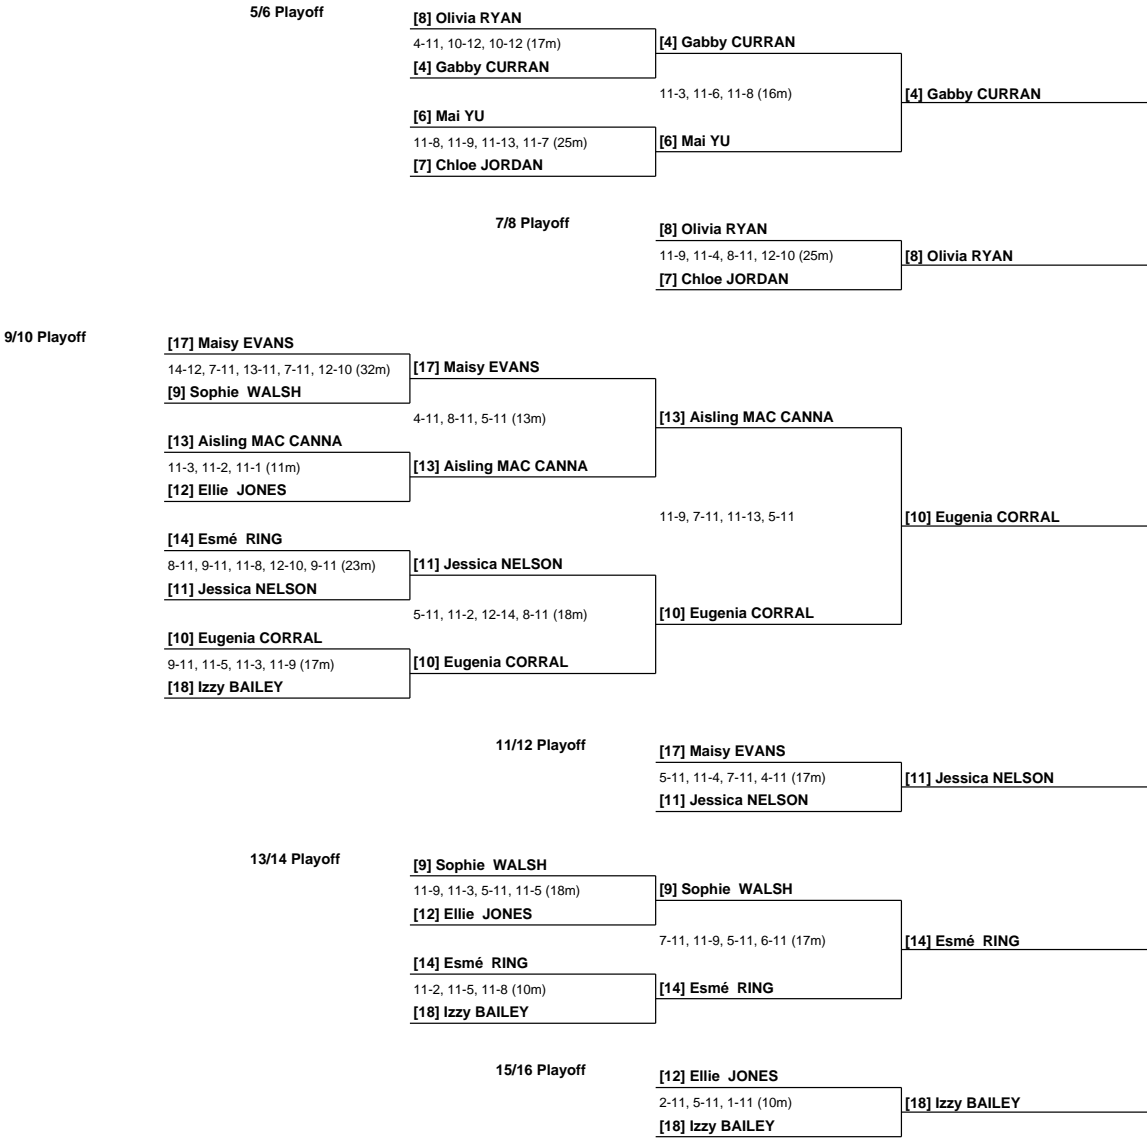 5/6 Playoff
[8] Olivia RYAN
4-11, 10-12, 10-12 (17m)
[4] Gabby CURRAN
[4] Gabby CURRAN
11-3, 11-6, 11-8 (16m)
[4] Gabby CURRAN
[6] Mai YU
11-8, 11-9, 11-13, 11-7 (25m)
[6] Mai YU
[7] Chloe JORDAN
7/8 Playoff
[8] Olivia RYAN
11-9, 11-4, 8-11, 12-10 (25m)
[8] Olivia RYAN
[7] Chloe JORDAN
9/10 Playoff
[17] Maisy EVANS
14-12, 7-11, 13-11, 7-11, 12-10 (32m)
[17] Maisy EVANS
[9] Sophie WALSH
4-11, 8-11, 5-11 (13m)
[13] Aisling MAC CANNA
[13] Aisling MAC CANNA
11-3, 11-2, 11-1 (11m)
[13] Aisling MAC CANNA
[12] Ellie JONES
11-9, 7-11, 11-13, 5-11
[10] Eugenia CORRAL
[14] Esmé RING
8-11, 9-11, 11-8, 12-10, 9-11 (23m)
[11] Jessica NELSON
[11] Jessica NELSON
5-11, 11-2, 12-14, 8-11 (18m)
[10] Eugenia CORRAL
[10] Eugenia CORRAL
9-11, 11-5, 11-3, 11-9 (17m)
[10] Eugenia CORRAL
[18] Izzy BAILEY
11/12 Playoff
[17] Maisy EVANS
5-11, 11-4, 7-11, 4-11 (17m)
[11] Jessica NELSON
[11] Jessica NELSON
13/14 Playoff
[9] Sophie WALSH
11-9, 11-3, 5-11, 11-5 (18m)
[9] Sophie WALSH
[12] Ellie JONES
7-11, 11-9, 5-11, 6-11 (17m)
[14] Esmé RING
[14] Esmé RING
11-2, 11-5, 11-8 (10m)
[14] Esmé RING
[18] Izzy BAILEY
15/16 Playoff
[12] Ellie JONES
2-11, 5-11, 1-11 (10m)
[18] Izzy BAILEY
[18] Izzy BAILEY